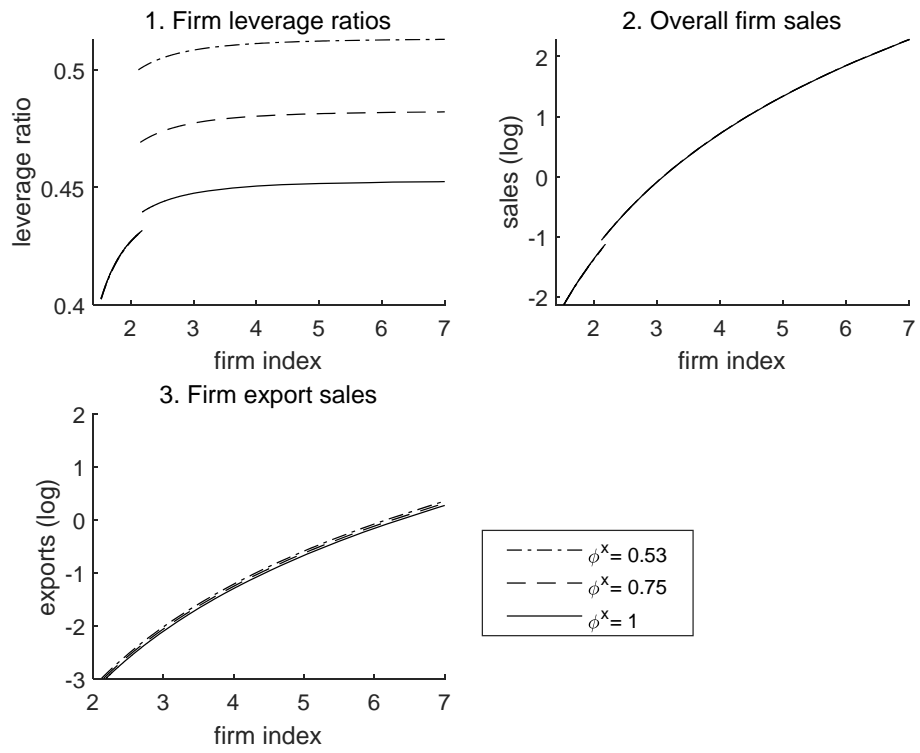 1. Firm leverage ratios
0.5
0.45
0.4
leverage ratio
2 3 4 5 6 7
firm index
2. Overall firm sales
2
1
0
-1
-2
sales (log)
2 3 4 5 6 7
firm index
3. Firm export sales
2
1
0
-1
-2
-3
exports (log)
2 3 4 5 6 7
firm index
ϕˣ= 0.53
ϕˣ= 0.75
ϕˣ= 1